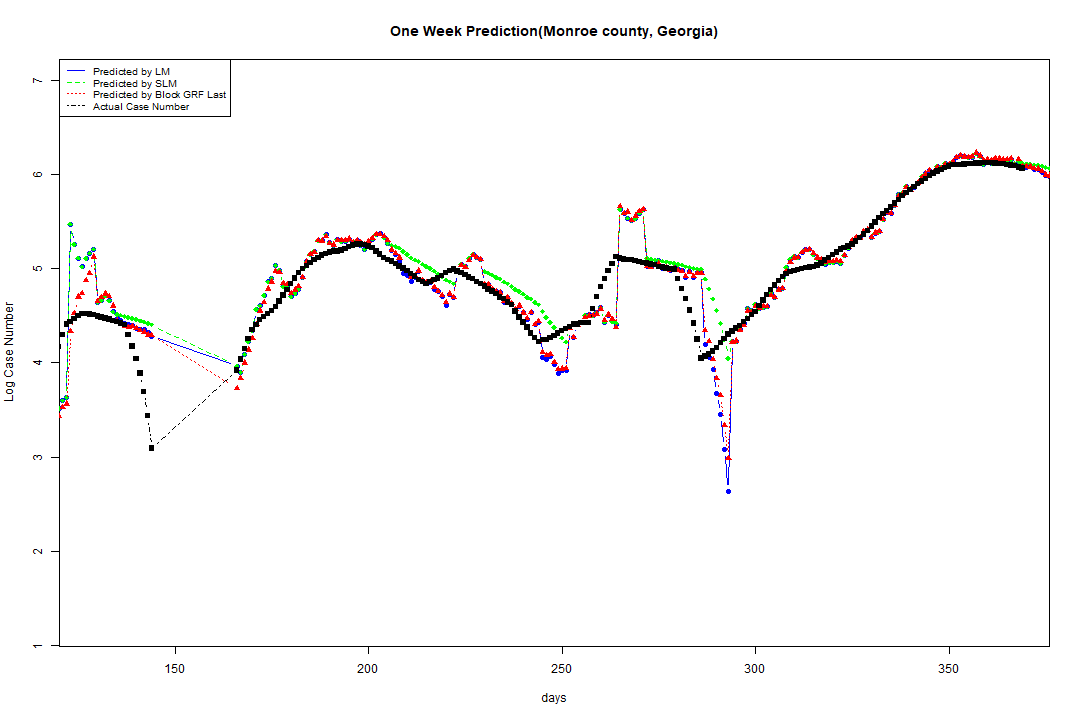 One Week Prediction(Monroe county, Georgia)
Predicted by LM
Predicted by SLM
Predicted by Block GRF Last
Actual Case Number
Log Case Number
7
6
5
4
3
2
1
150 200 250 300 350
days